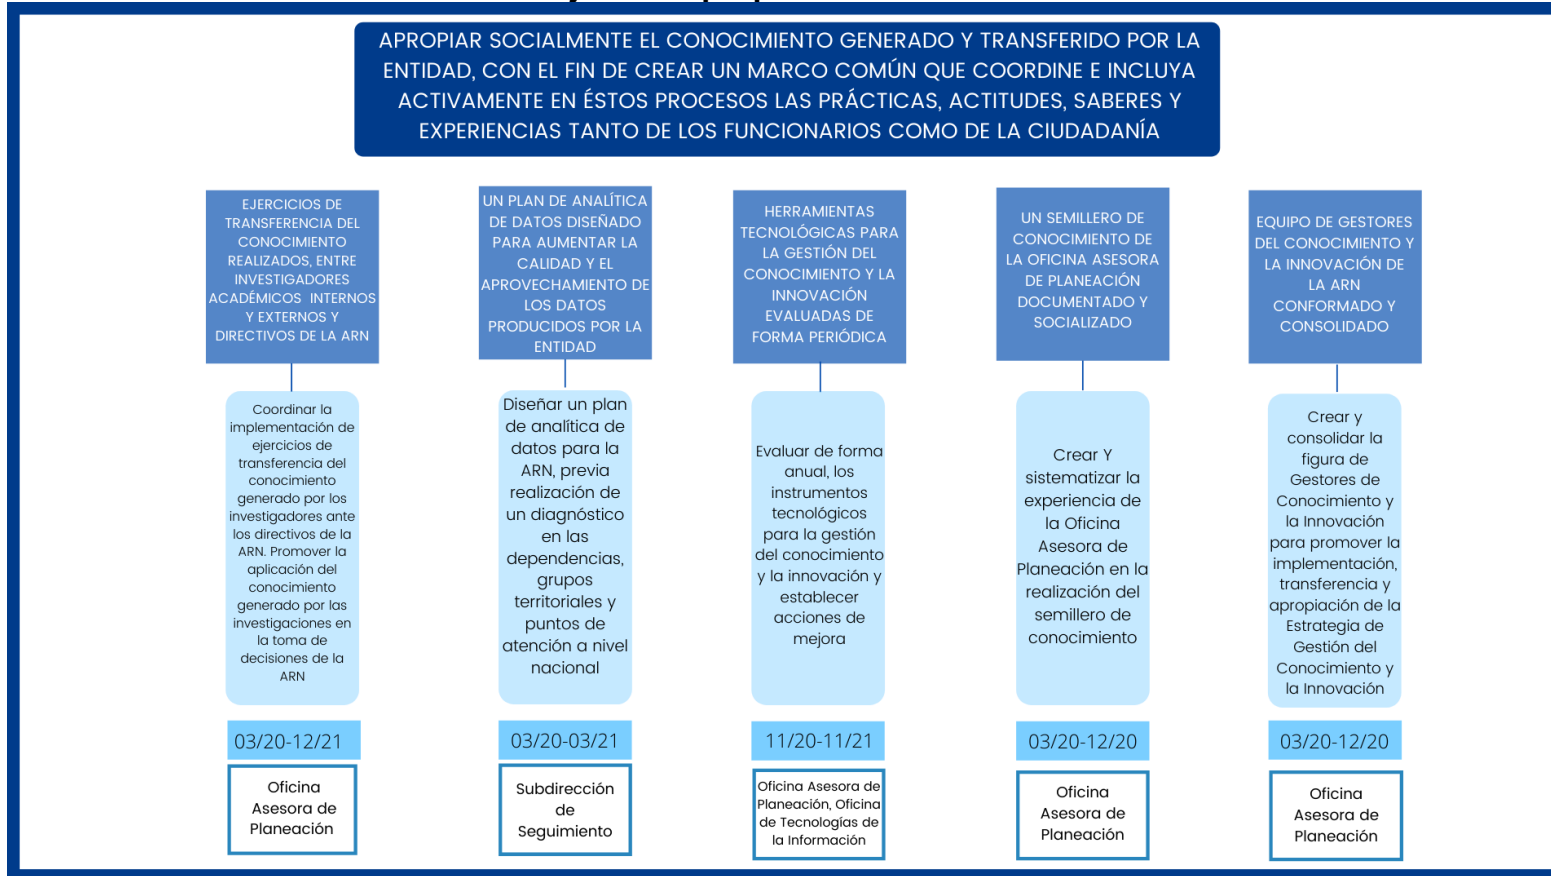 APROPIAR SOCIALMENTE EL CONOCIMIENTO GENERADO Y TRANSFERIDO POR LA
ENTIDAD, CON EL FIN DE CREAR UN MARCO COMÚN QUE COORDINE E INCLUYA
ACTIVAMENTE EN ÉSTOS PROCESOS LAS PRÁCTICAS, ACTITUDES, SABERES Y
EXPERIENCIAS TANTO DE LOS FUNCIONARIOS COMO DE LA CIUDADANÍA
EJERCICIOS DE
TRANSFERENCIA DEL
CONOCIMIENTO
REALIZADOS, ENTRE
INVESTIGADORES
ACADÉMICOS INTERNOS
Y EXTERNOS Y
DIRECTIVOS DE LA ARN
Coordinar la
implementación de
ejercicios de
transferencia del
conocimiento
generado por los
investigadores ante
los directivos de la
ARN. Promover la
aplicación del
conocimiento
generado por las
investigaciones en
la toma de
decisiones de la
ARN
03/20-12/21
Oficina
Asesora de
Planeación
UN PLAN DE ANALÍTICA
DE DATOS DISEÑADO
PARA AUMENTAR LA
CALIDAD Y EL
APROVECHAMIENTO DE
LOS DATOS
PRODUCIDOS POR LA
ENTIDAD
Diseñar un plan
de analítica de
datos para la
ARN, previa
realización de
un diagnóstico
en las
dependencias,
grupos
territoriales y
puntos de
atención a nivel
nacional
03/20-03/21
Subdirección
de
Seguimiento
HERRAMIENTAS
TECNOLÓGICAS PARA
LA GESTIÓN DEL
CONOCIMIENTO Y LA
INNOVACIÓN
EVALUADAS DE
FORMA PERIÓDICA
Evaluar de forma
anual, los
instrumentos
tecnológicos
para la gestión
del conocimiento
y la innovación y
establecer
acciones de
mejora
11/20-11/21
Oficina Asesora de
Planeación, Oficina
de Tecnologías de
la Información
UN SEMILLERO DE
CONOCIMIENTO DE
LA OFICINA ASESORA
DE PLANEACIÓN
DOCUMENTADO Y
SOCIALIZADO
Crear Y
sistematizar la
experiencia de
la Oficina
Asesora de
Planeación en la
realización del
semillero de
conocimiento
03/20-12/20
Oficina
Asesora de
Planeación
EQUIPO DE GESTORES
DEL CONOCIMIENTO Y
LA INNOVACIÓN DE
LA ARN
CONFORMADO Y
CONSOLIDADO
Crear y
consolidar la
figura de
Gestores de
Conocimiento y
la Innovación
para promover la
implementación,
transferencia y
apropiación de la
Estrategia de
Gestión del
Conocimiento y
la Innovación
03/20-12/20
Oficina
Asesora de
Planeación